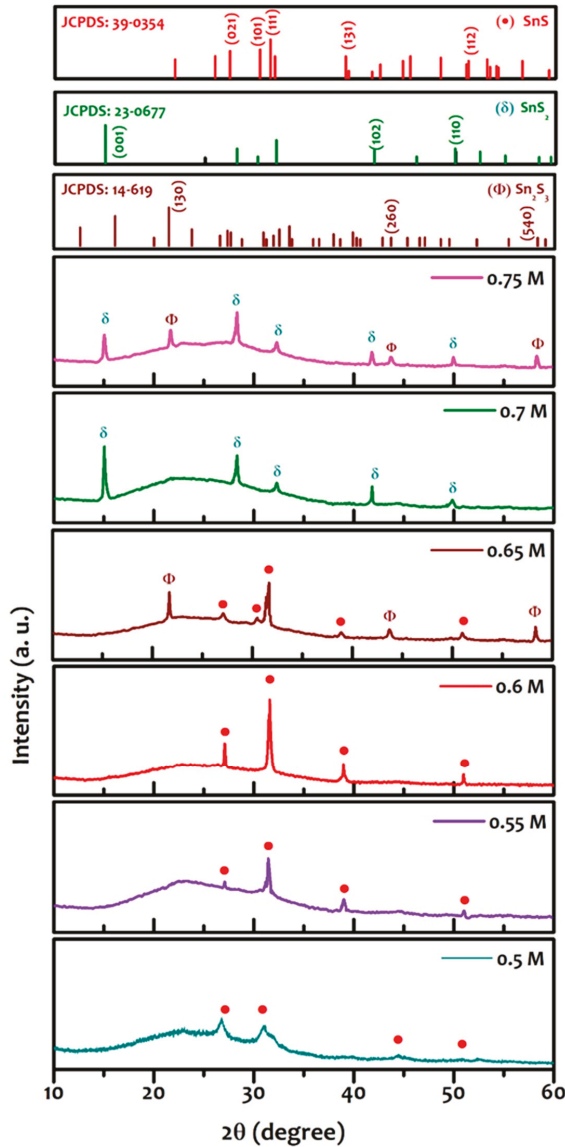 JCPDS: 39-0354
(021)
(101)
(111)
(131)
(112)
(•) SnS
JCPDS: 23-0677
(001)
(102)
(110)
(δ) SnS₂
JCPDS: 14-619
(130)
(260)
(540)
(Φ) Sn₂S₃
0.75 M
δ
Φ
δ
δ
δ
Φ
δ
Φ
0.7 M
δ
δ
δ
δ
δ
0.65 M
Φ
Φ
Φ
0.6 M
0.55 M
0.5 M
Intensity (a. u.)
10 20 30 40 50 60
2θ (degree)